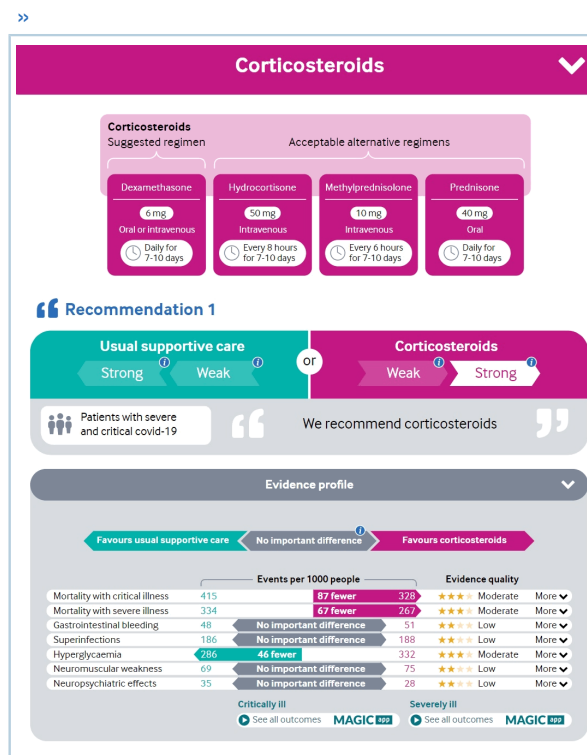 »
Corticosteroids
Corticosteroids
Suggested regimen
Acceptable alternative regimens
Dexamethasone
6 mg
Oral or intravenous
Daily for
7-10 days
Hydrocortisone
50 mg
Intravenous
Every 8 hours
for 7-10 days
Methylprednisolone
10 mg
Intravenous
Every 6 hours
for 7-10 days
Prednisone
40 mg
Oral
Daily for
7-10 days
Recommendation 1
Usual supportive care
Strong
Weak
or
Corticosteroids
Weak
Strong
Patients with severe
and critical covid-19
We recommend corticosteroids
Evidence profile
Favours usual supportive care
No important difference
Favours corticosteroids
Events per 1000 people Evidence quality
Mortality with critical illness 415 87 fewer 328 Moderate More
Mortality with severe illness 334 67 fewer 267 Moderate More
Gastrointestinal bleeding 48 No important difference 51 Low More
Superinfections 186 No important difference 188 Low More
Hyperglycaemia 286 46 fewer 332 Moderate More
Neuromuscular weakness 69 No important difference 75 Low More
Neuropsychiatric effects 35 No important difference 28 Low More
Critically ill
See all outcomes MAGIC app
Severely ill
See all outcomes MAGIC app